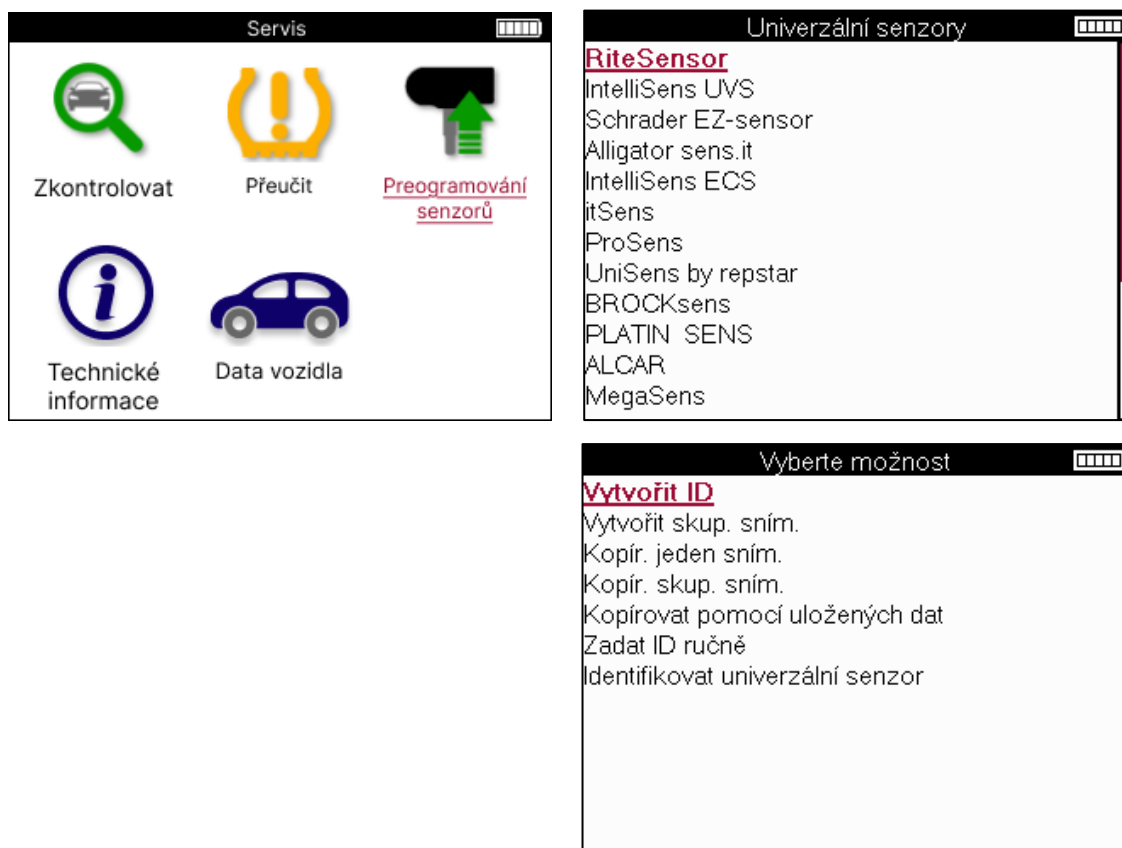 Servis
Zkontrolovat
Přeučit
Preogramování
senzorů
Technické
informace
Data vozidla
Univerzální senzory
RiteSensor
IntelliSens UVS
Schrader EZ-sensor
Alligator sens.it
IntelliSens ECS
itSens
ProSens
UniSens by repstar
BROCKsens
PLATIN SENS
ALCAR
MegaSens
Vyberte možnost
Vytvořit ID
Vytvořit skup. sním.
Kopír. jeden sním.
Kopír. skup. sním.
Kopírovat pomocí uložených dat
Zadat ID ručně
Identifikovat univerzální senzor